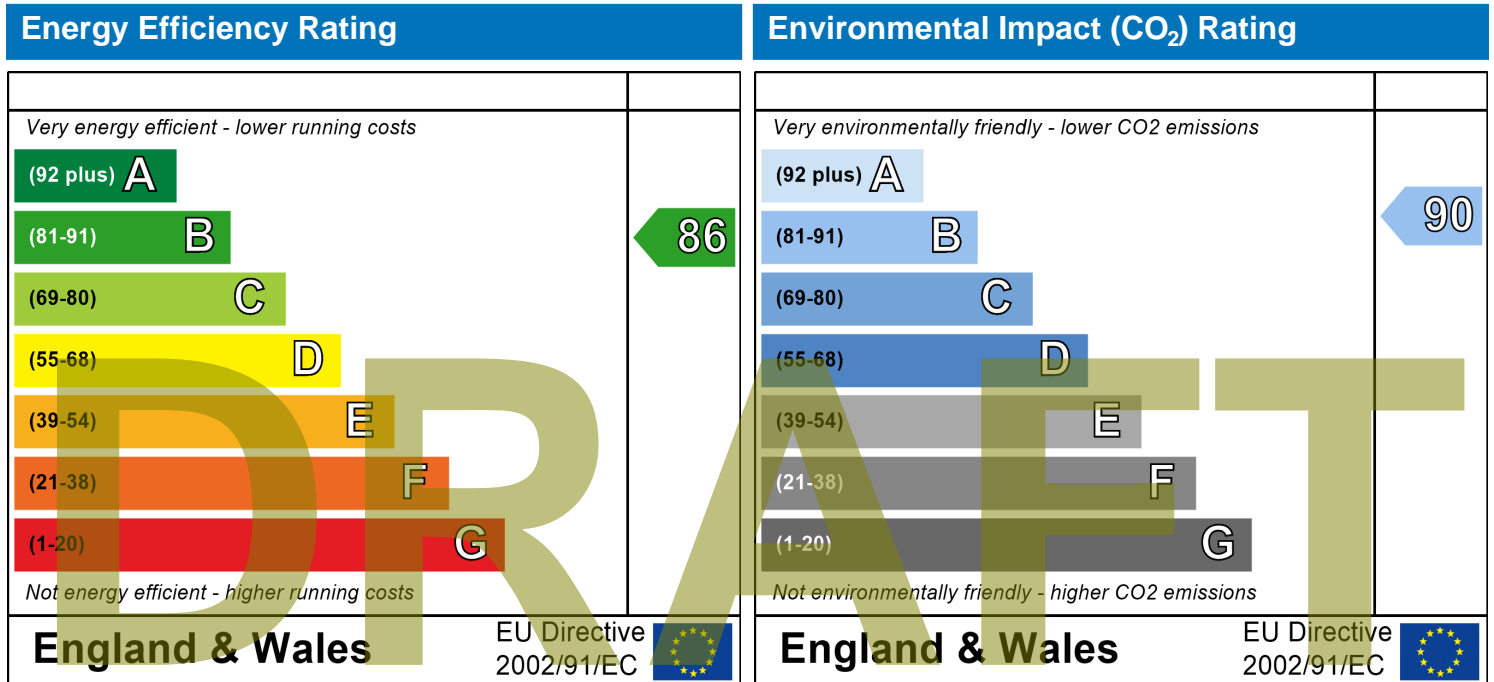 Energy Efficiency Rating
Very energy efficient - lower running costs
(92 plus) A
(81-91) B
86
(69-80) C
(55-68) D
(39-54) E
(21-38) F
(1-20) G
Not energy efficient - higher running costs
England & Wales
EU Directive
2002/91/EC
Environmental Impact (CO₂) Rating
Very environmentally friendly - lower CO2 emissions
(92 plus) A
(81-91) B
90
(69-80) C
(55-68) D
(39-54) E
(21-38) F
(1-20) G
Not environmentally friendly - higher CO2 emissions
England & Wales
EU Directive
2002/91/EC
DRAFT